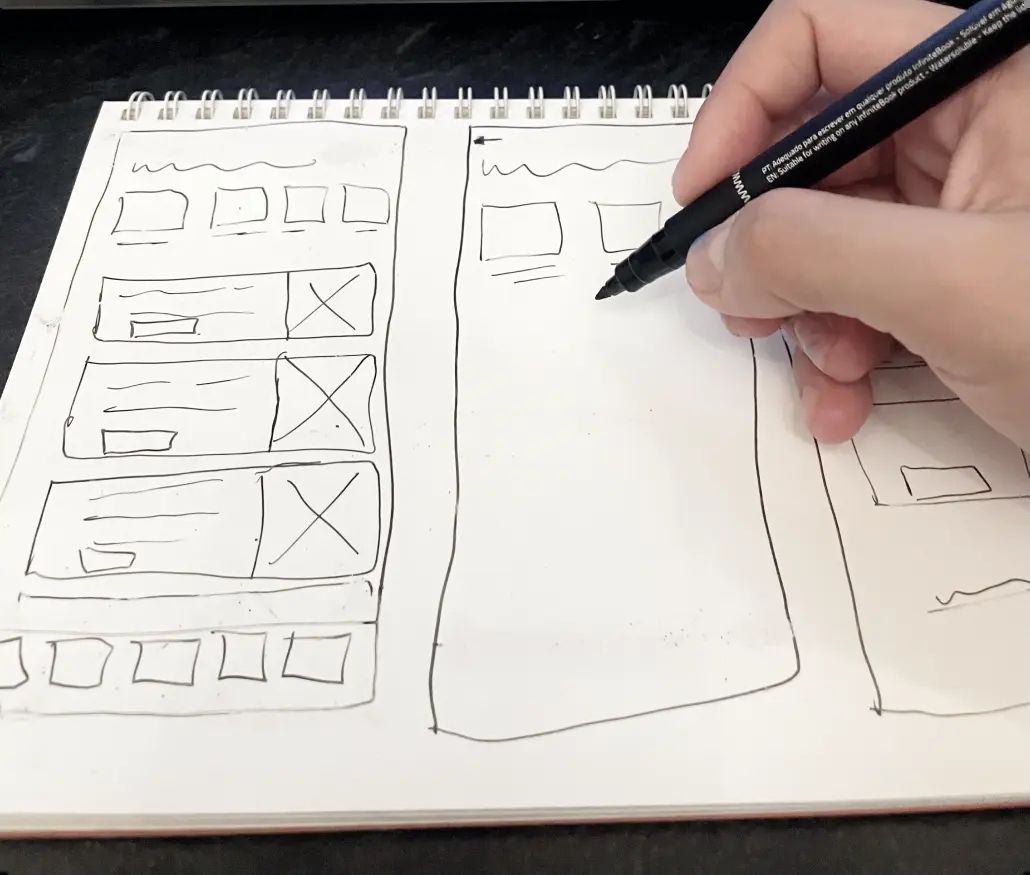 PT: Adequado para escrever em qualquer produto InfiniteBook - Solúvel em
EN: Suitable for writing on any InfiniteBook product - Watersoluble - Keep the